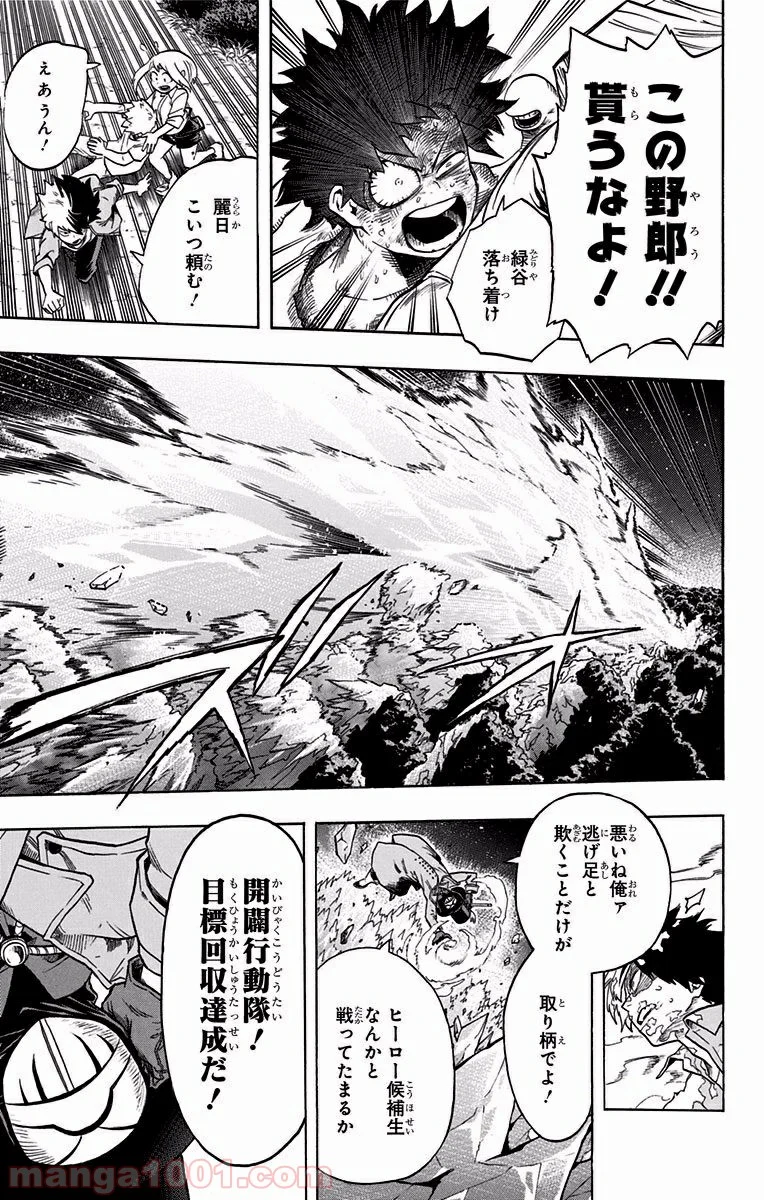 この野郎!!
貰うなよ!
緑谷
落ち着け
麗日
こいつ頼む!
えあうん!
悪いね俺ァ
逃げ足と
欺くことだけが
取り柄でよ!
ヒーロー候補生
なんかと
戦ってたまるか
開闢行動隊!
目標回収達成だ!
manga1001.com